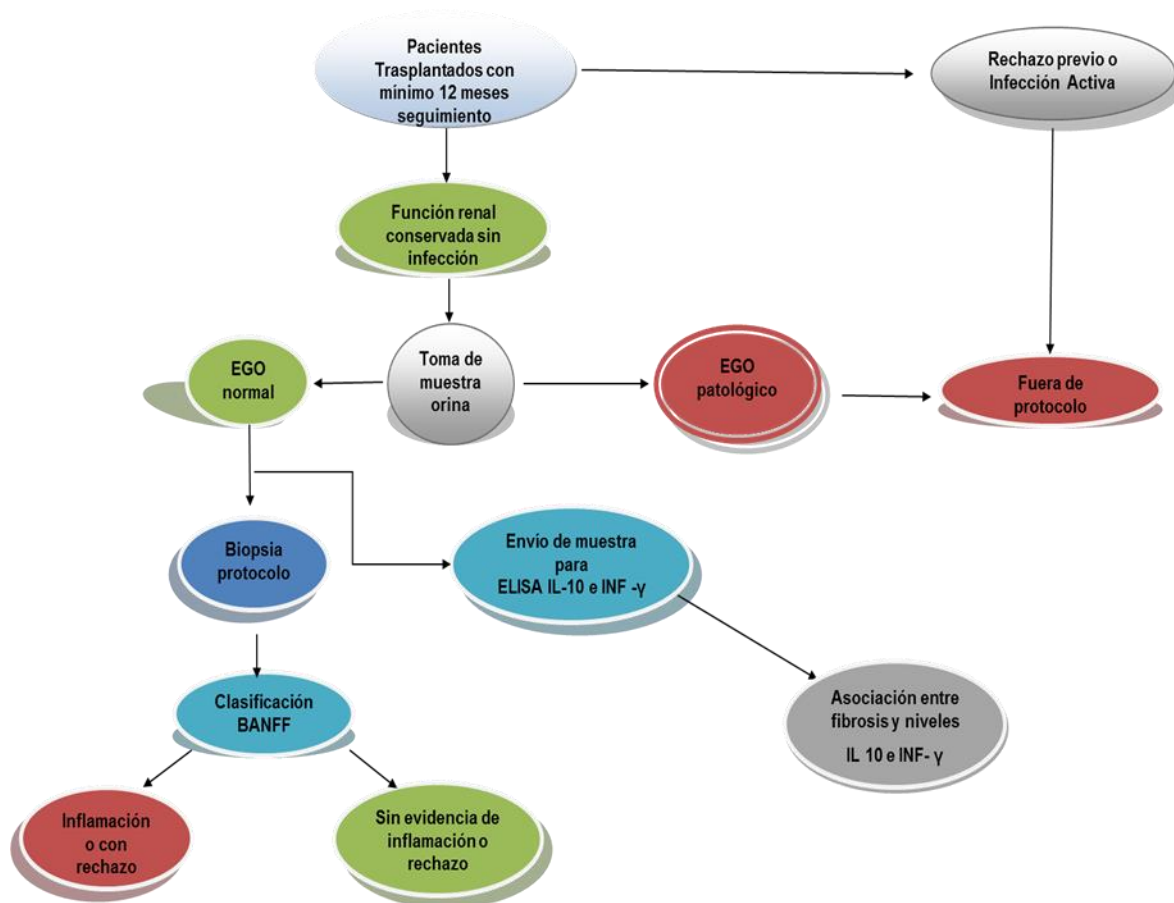 Pacientes
Trasplantados con
mínimo 12 meses
seguimiento
Rechazo previo o
Infección Activa
Función renal
conservada sin
infección
EGO
normal
Toma de
muestra
orina
EGO
patológico
Fuera de
protocolo
Biopsia
protocolo
Envío de muestra
para
ELISA IL-10 e INF -γ
Clasificación
BANFF
Asociación entre
fibrosis y niveles
IL 10 e INF- γ
Inflamación
o con
rechazo
Sin evidencia de
inflamación o
rechazo